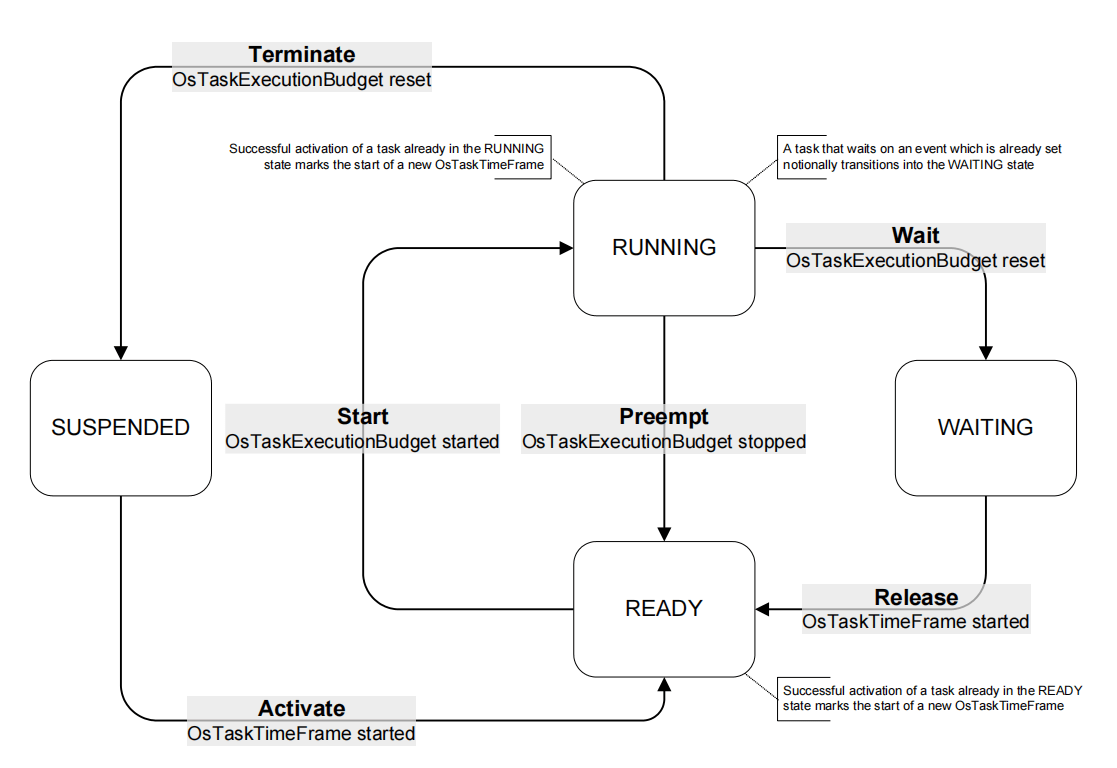 Terminate
OsTaskExecutionBudget reset
Successful activation of a task already in the RUNNING
state marks the start of a new OsTaskTimeFrame
A task that waits on an event which is already set
notionally transitions into the WAITING state
RUNNING
Wait
OsTaskExecutionBudget reset
SUSPENDED
Start
OsTaskExecutionBudget started
Preempt
OsTaskExecutionBudget stopped
WAITING
READY
Release
OsTaskTimeFrame started
Activate
OsTaskTimeFrame started
Successful activation of a task already in the READY
state marks the start of a new OsTaskTimeFrame